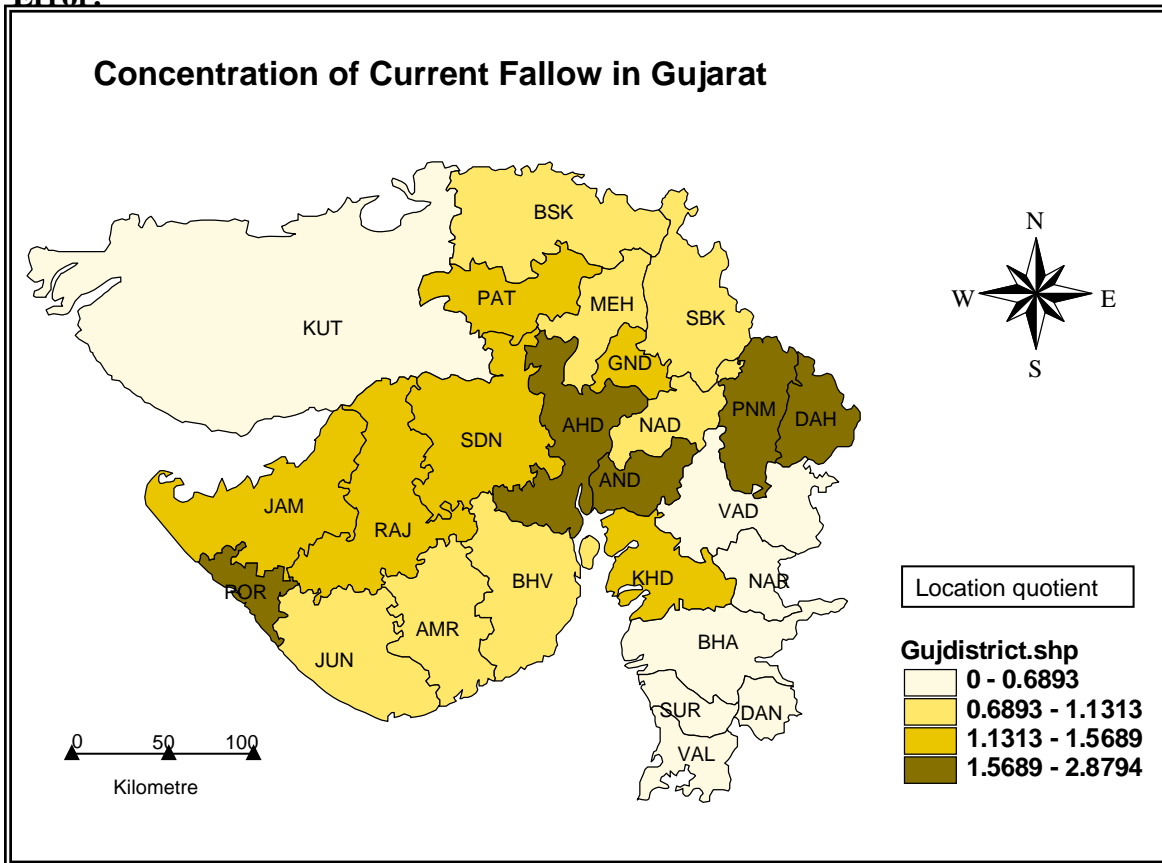 Error!
Concentration of Current Fallow in Gujarat
BSK
N
PAT
MEH
W
E
KUT
SBK
S
GND
PNM
DAH
AHD
NAD
SDN
AND
JAM
VAD
RAJ
KHD
NAR
BHV
POR
AMR
JUN
BHA
SUR
DAN
VAL
Location quotient
Gujdistrict.shp
0 - 0.6893
0.6893 - 1.1313
1.1313 - 1.5689
1.5689 - 2.8794
0 50 100
Kilometre